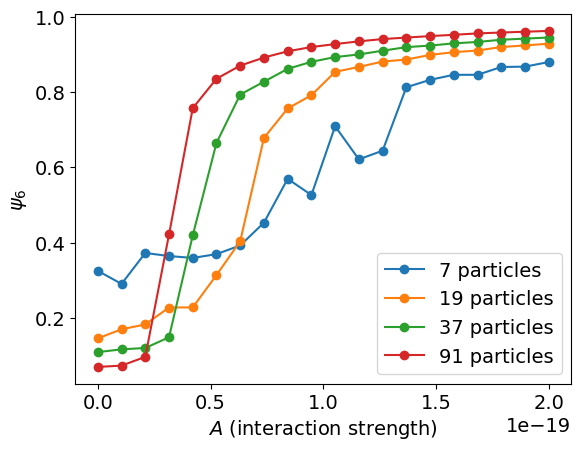 1.0
0.8
0.6
0.4
0.2
ψ6
7 particles
19 particles
37 particles
91 particles
0.0 0.5 1.0 1.5 2.0
1e−19
A (interaction strength)